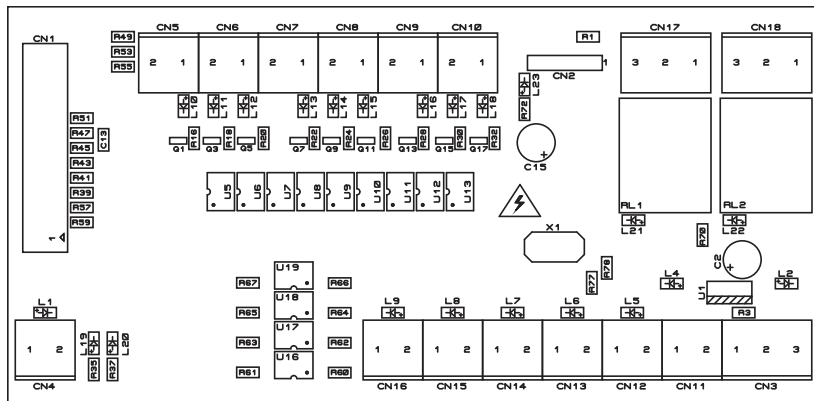 CN5 CN6 CN7 CN8 CN9 CN10 CN17 CN18
R49
R1
CN1
R53
R55
2 1 2 1 2 1 2 1 2 1 2 1
1
CN2
3 2 1 3 2 1
L10 L11 L12 L13 L14 L15 L16 L17 L18
L23
R72
R51
R47
C13
R45
R43
R41
R39
R57
R59
1
R16 R18 R20 R22 R24 R26 R28 R30 R32
Q1 Q3 Q5 Q7 Q9 Q11 Q13 Q15 Q17
C15
U5 U6 U7 U8 U9 U10 U11 U12 U13
RL1 RL2
L21 L22
X1
R70
C2
R78
R77
U19
R67 R66
L4
U1
L2
U18
R65 R64
L1
L9 L8 L7 L6 L5
R3
U17
R63 R62
1 2
L19 L20
1 2 1 2 1 2 1 2 1 2 1 2 1 2 3
U16
R61 R60
R35 R37
CN4
CN16 CN15 CN14 CN13 CN12 CN11 CN3